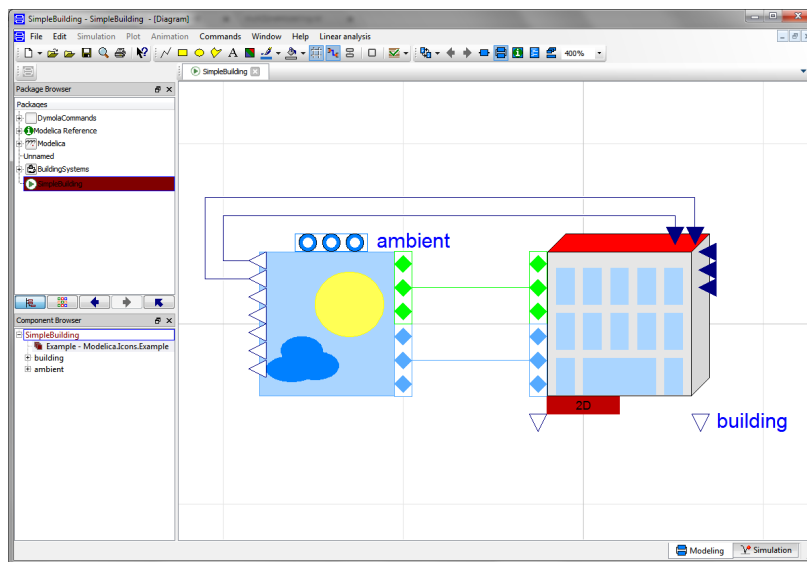 SimpleBuilding - SimpleBuilding - [Diagram]
File Edit Simulation Plot Animation Commands Window Help Linear analysis
A
400%
SimpleBuilding
Package Browser
Packages
DymolaCommands
Modelica Reference
Modelica
Unnamed
BuildingSystems
SimpleBuilding
ambient
2D
building
Component Browser
Components
SimpleBuilding
Example - Modelica.Icons.Example
building
ambient
Modeling Simulation